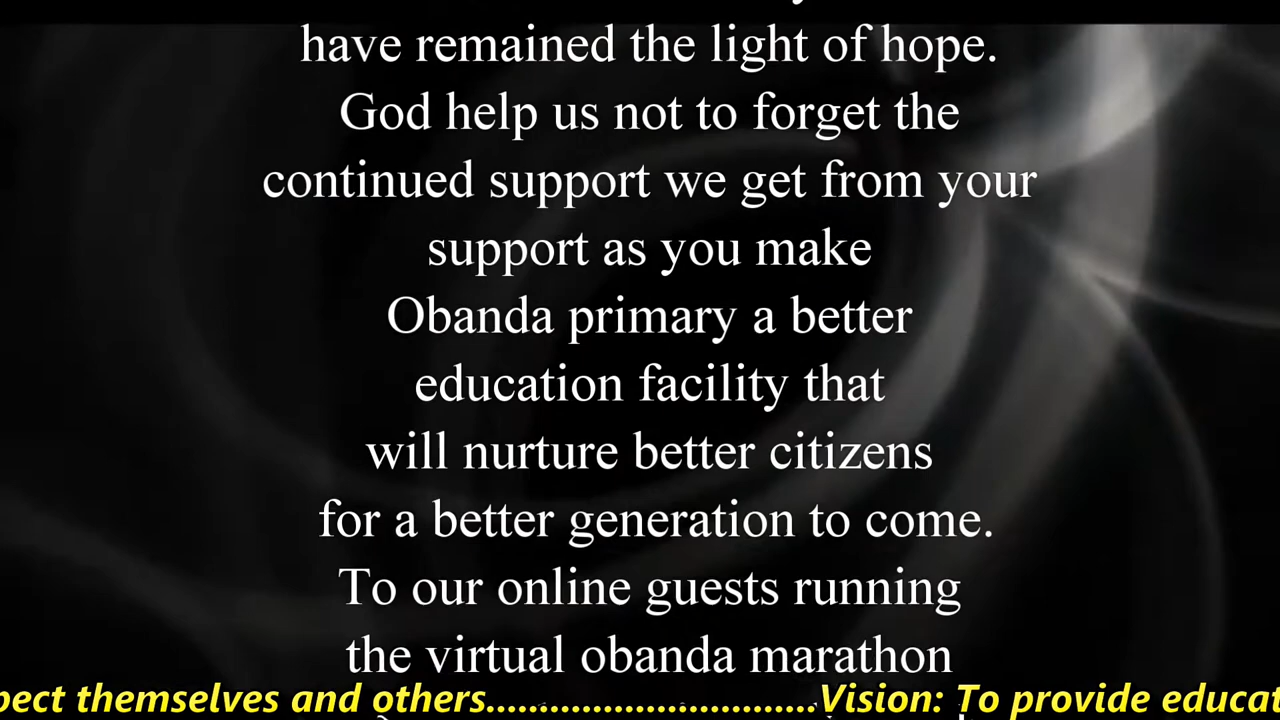 have remained the light of hope.
God help us not to forget the
continued support we get from your
support as you make
Obanda primary a better
education facility that
will nurture better citizens
for a better generation to come.
To our online guests running
the virtual obanda marathon
themselves and others.................................Vision: To provide